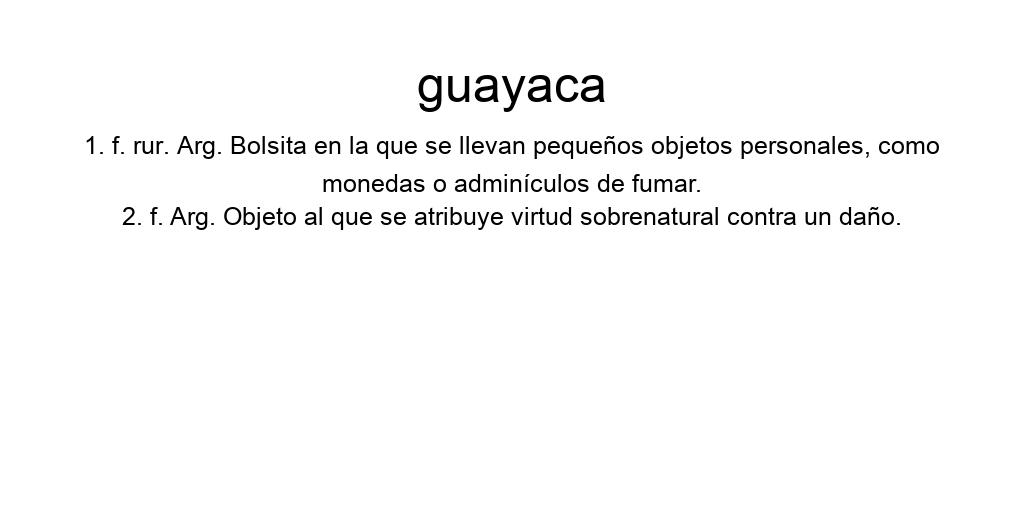 guayaca
1. f. rur. Arg. Bolsita en la que se llevan pequeños objetos personales, como
monedas o adminículos de fumar.
2. f. Arg. Objeto al que se atribuye virtud sobrenatural contra un daño.